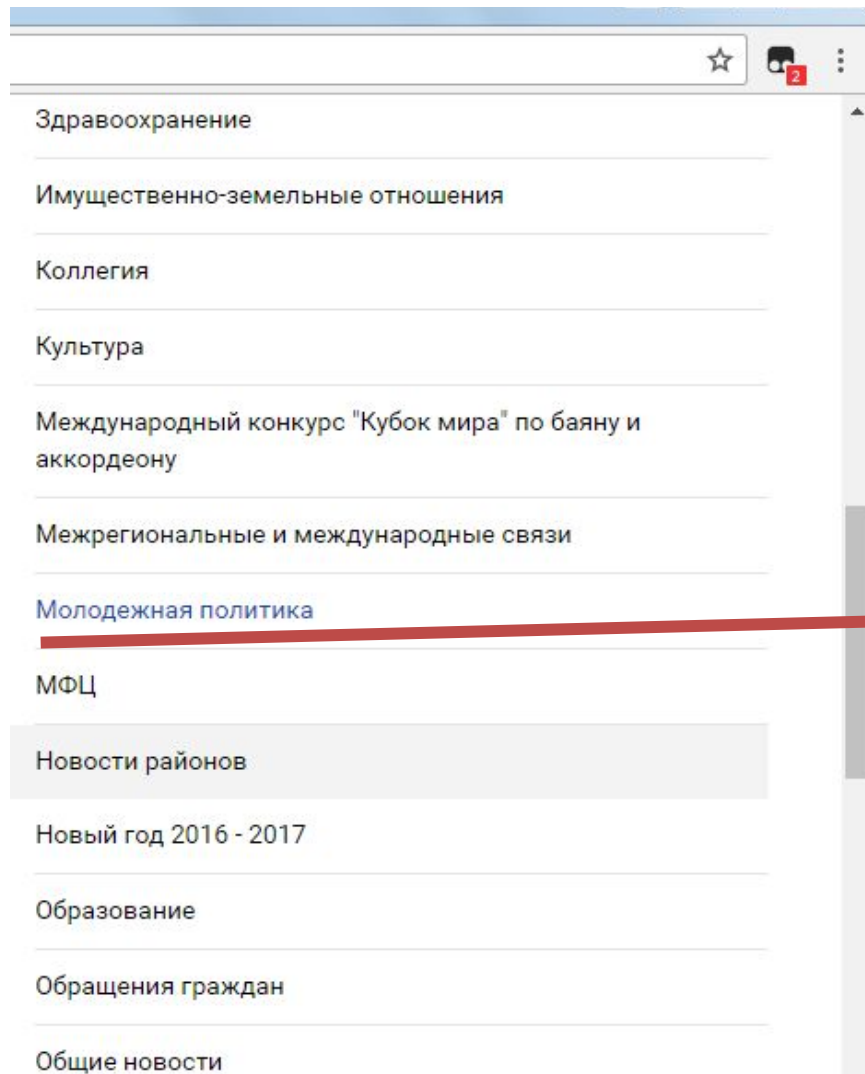 2
Здравоохранение
Имущественно-земельные отношения
Коллегия
Культура
Международный конкурс "Кубок мира" по баяну и
аккордеону
Межрегиональные и международные связи
Молодежная политика
МФЦ
Новости районов
Новый год 2016 - 2017
Образование
Обращения граждан
Общие новости